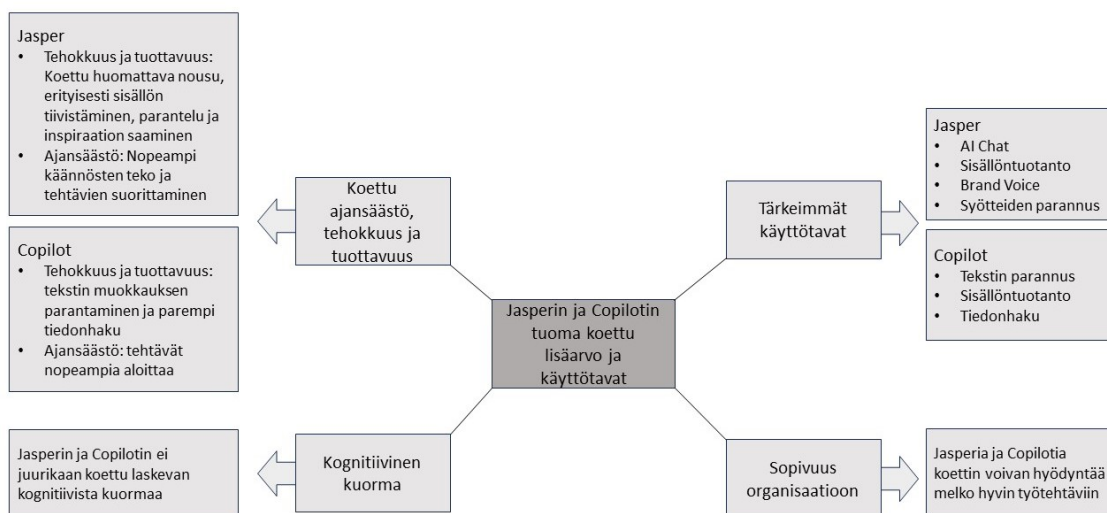 Jasper
• Tehokkuus ja tuottavuus:
Koettu huomattava nousu,
erityisesti sisällön
tiivistäminen, parantelu ja
inspiraation saaminen
• Ajansäästö: Nopeampi
käännösten teko ja
tehtävien suorittaminen
Copilot
• Tehokkuus ja tuottavuus:
tekstin muokkauksen
parantaminen ja parempi
tiedonhaku
• Ajansäästö: tehtävät
nopeampia aloittaa
Jasperin ja Copilotin ei
juurikaan koettu laskevan
kognitiivista kuormaa
Koettu
ajansäästö,
tehokkuus ja
tuottavuus
Kognitiivinen
kuorma
Jasperin ja Copilotin
tuoma koettu
lisäarvo ja
käyttötavat
Tärkeimmät
käyttötavat
Sopivuus
organisaatioon
Jasper
• AI Chat
• Sisällöntuotanto
• Brand Voice
• Syötteiden parannus
Copilot
• Tekstin parannus
• Sisällöntuotanto
• Tiedonhaku
Jasperia ja Copilotia
koettin voivan hyödyntää
melko hyvin työtehtäviin